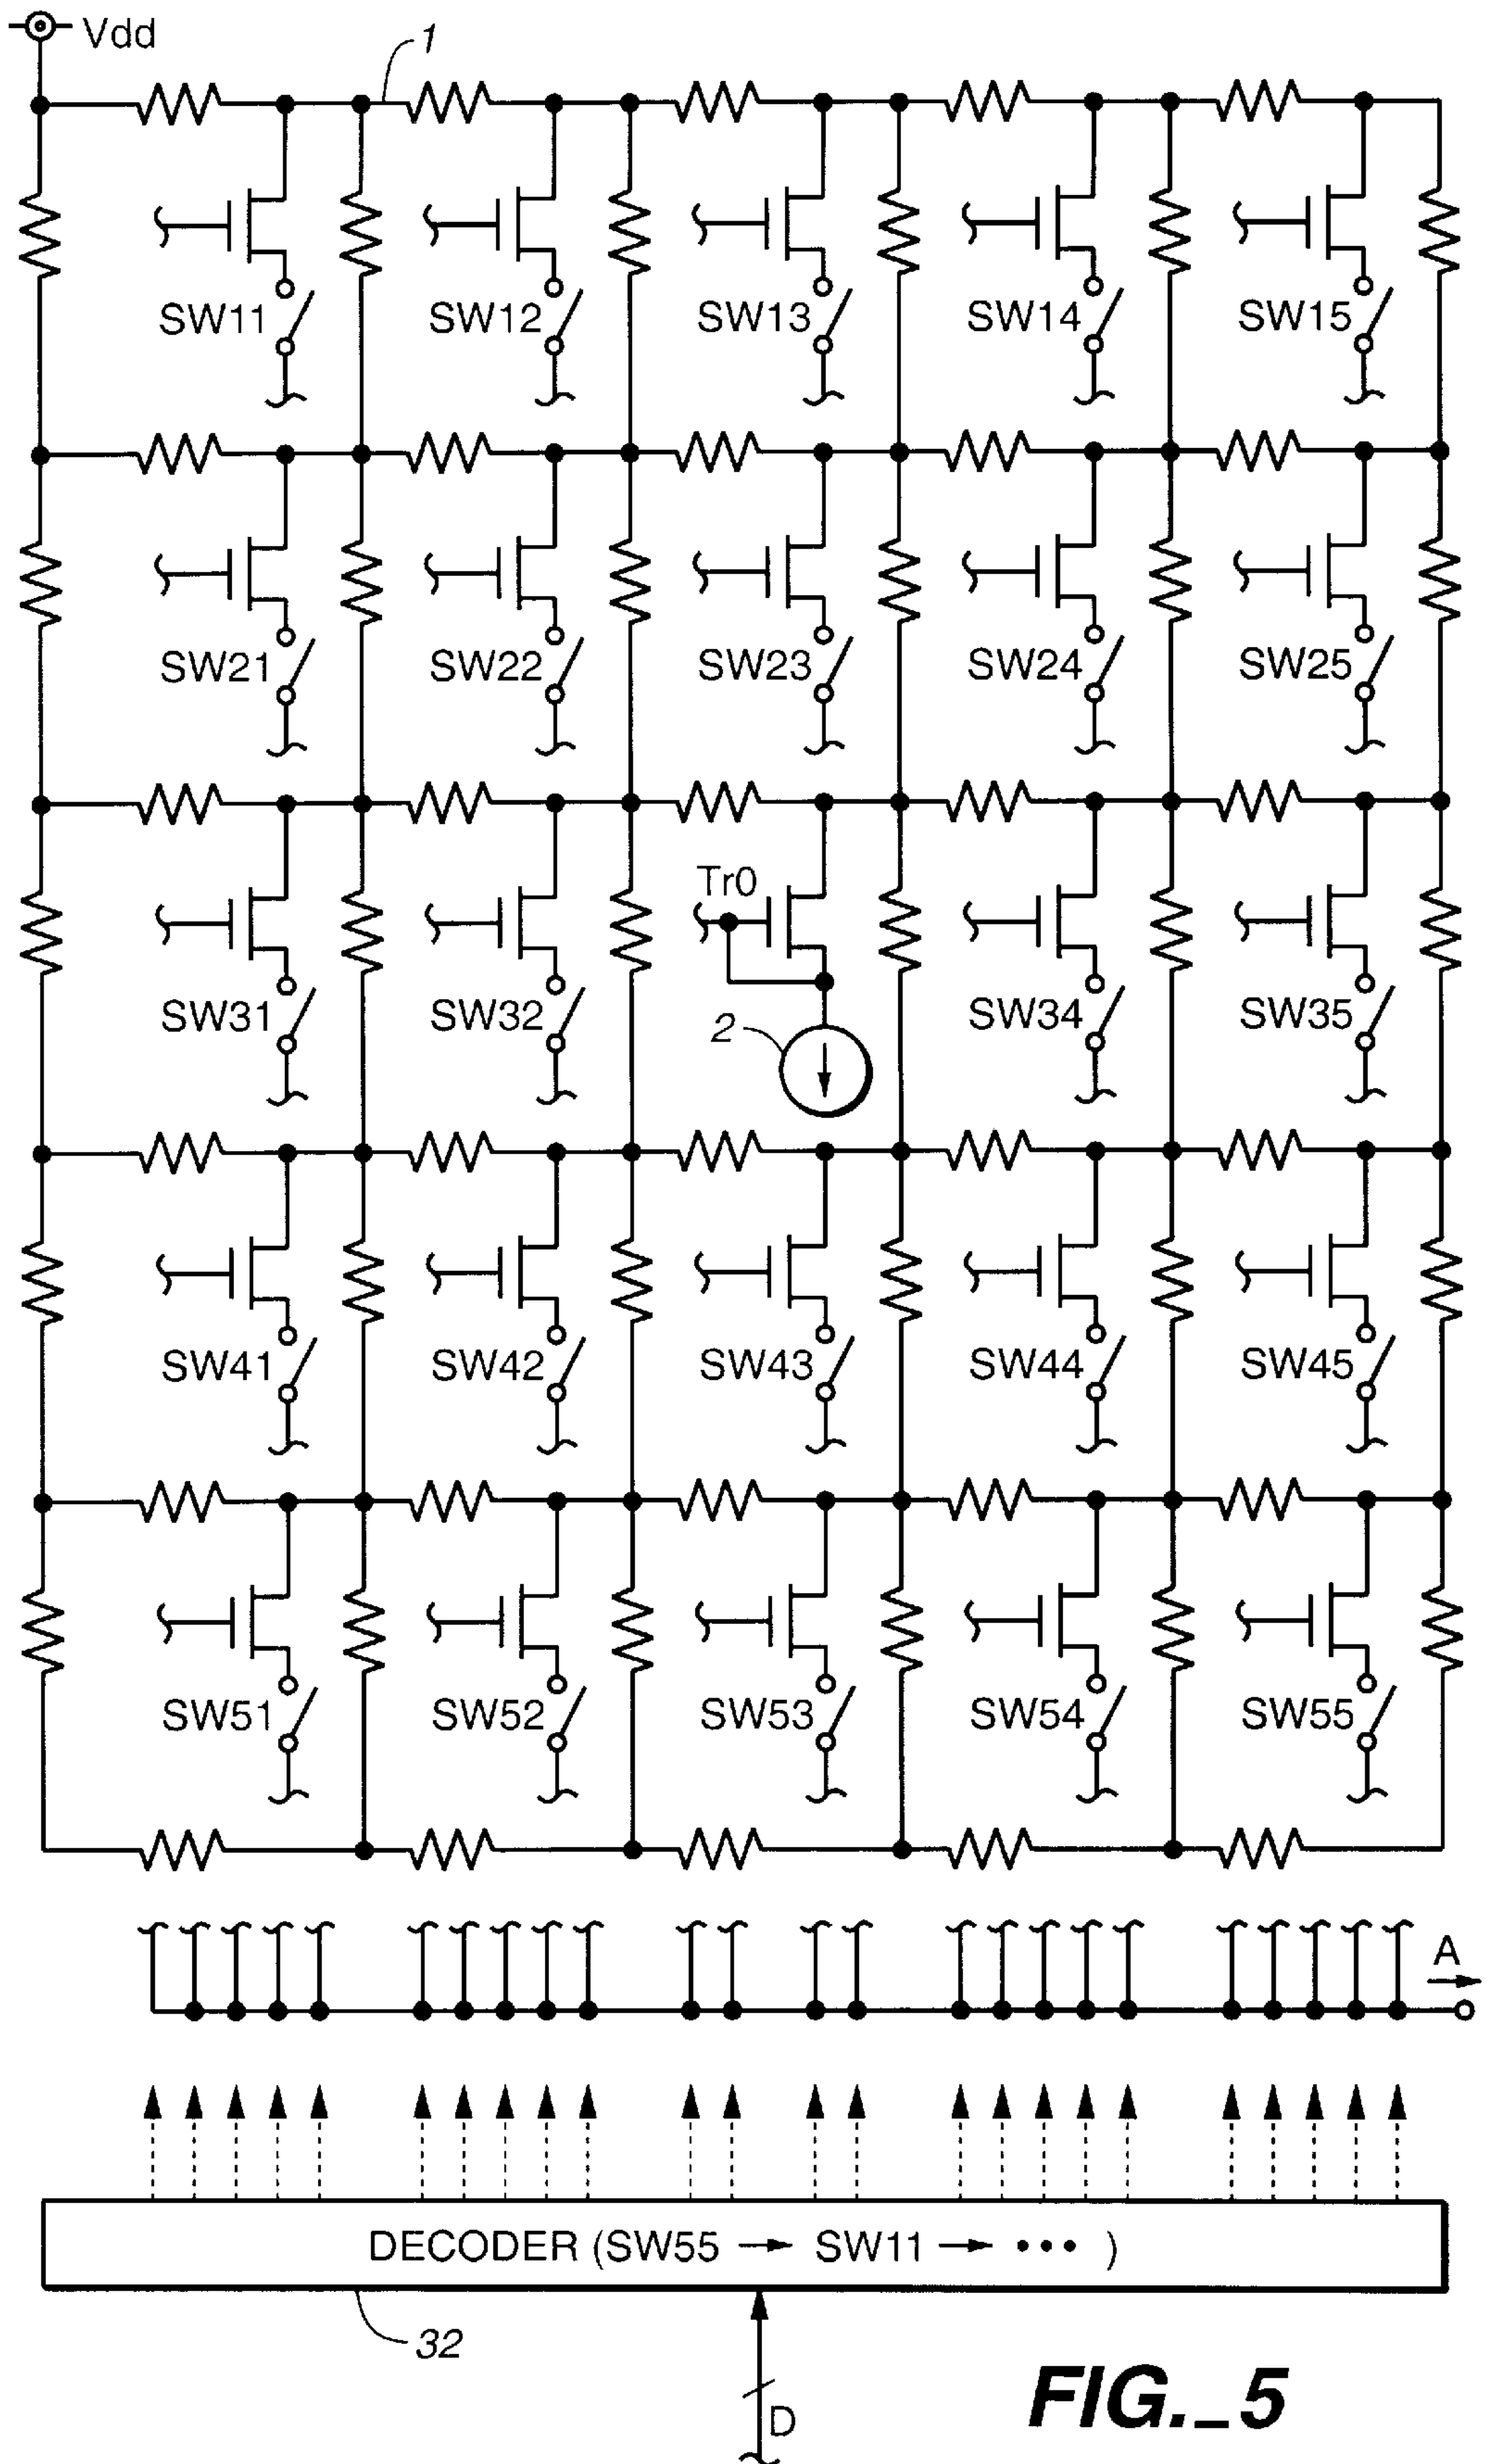 Vdd
1
SW11 SW12 SW13 SW14 SW15
SW21 SW22 SW23 SW24 SW25
Tr0
SW31 SW32 2 SW34 SW35
SW41 SW42 SW43 SW44 SW45
SW51 SW52 SW53 SW54 SW55
A
DECODER (SW55 → SW11 → ••• )
32
D
FIG._5